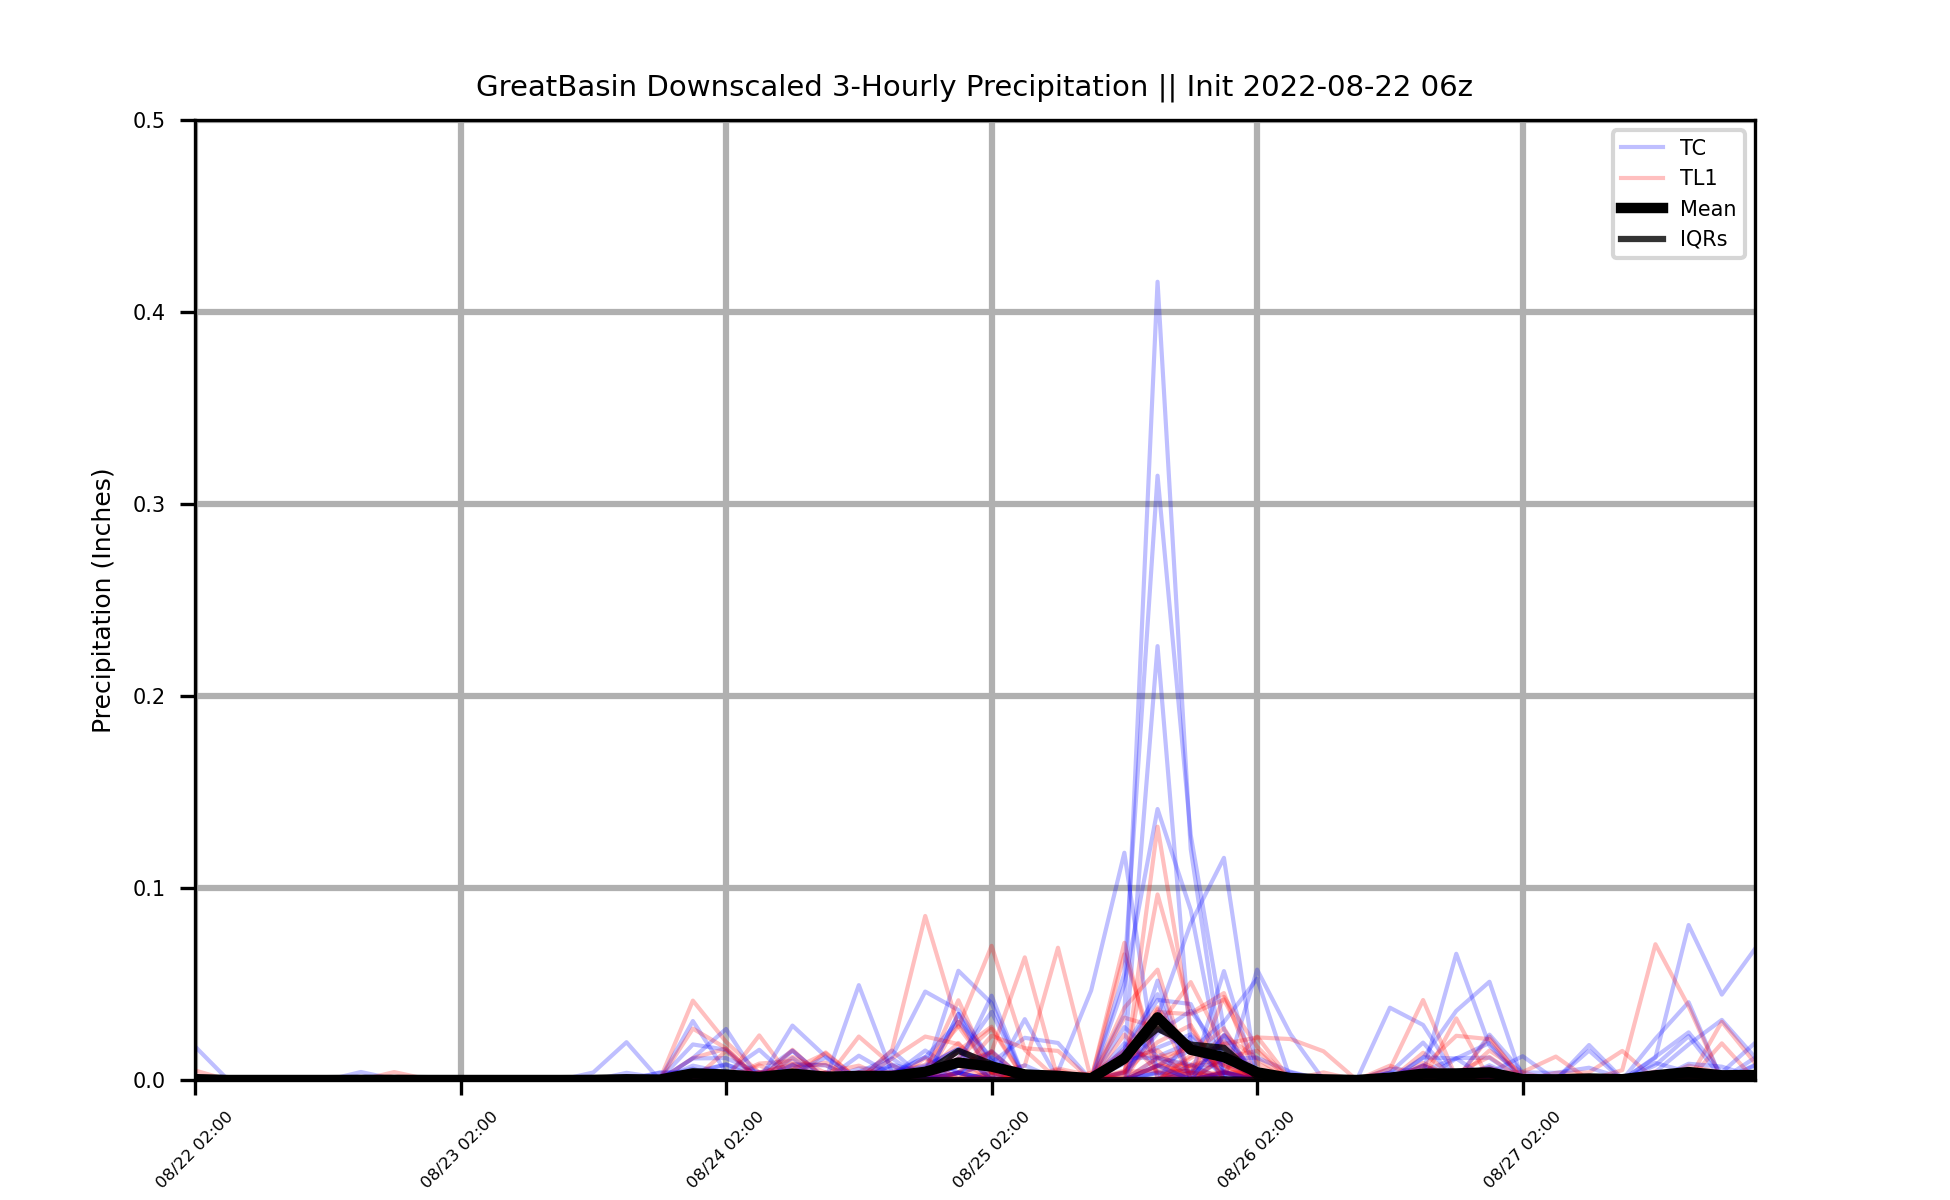 GreatBasin Downscaled 3-Hourly Precipitation || Init 2022-08-22 06z
Precipitation (Inches)
0.5
0.4
0.3
0.2
0.1
0.0
TC
TL1
Mean
IQRs
08/22 02:00
08/23 02:00
08/24 02:00
08/25 02:00
08/26 02:00
08/27 02:00